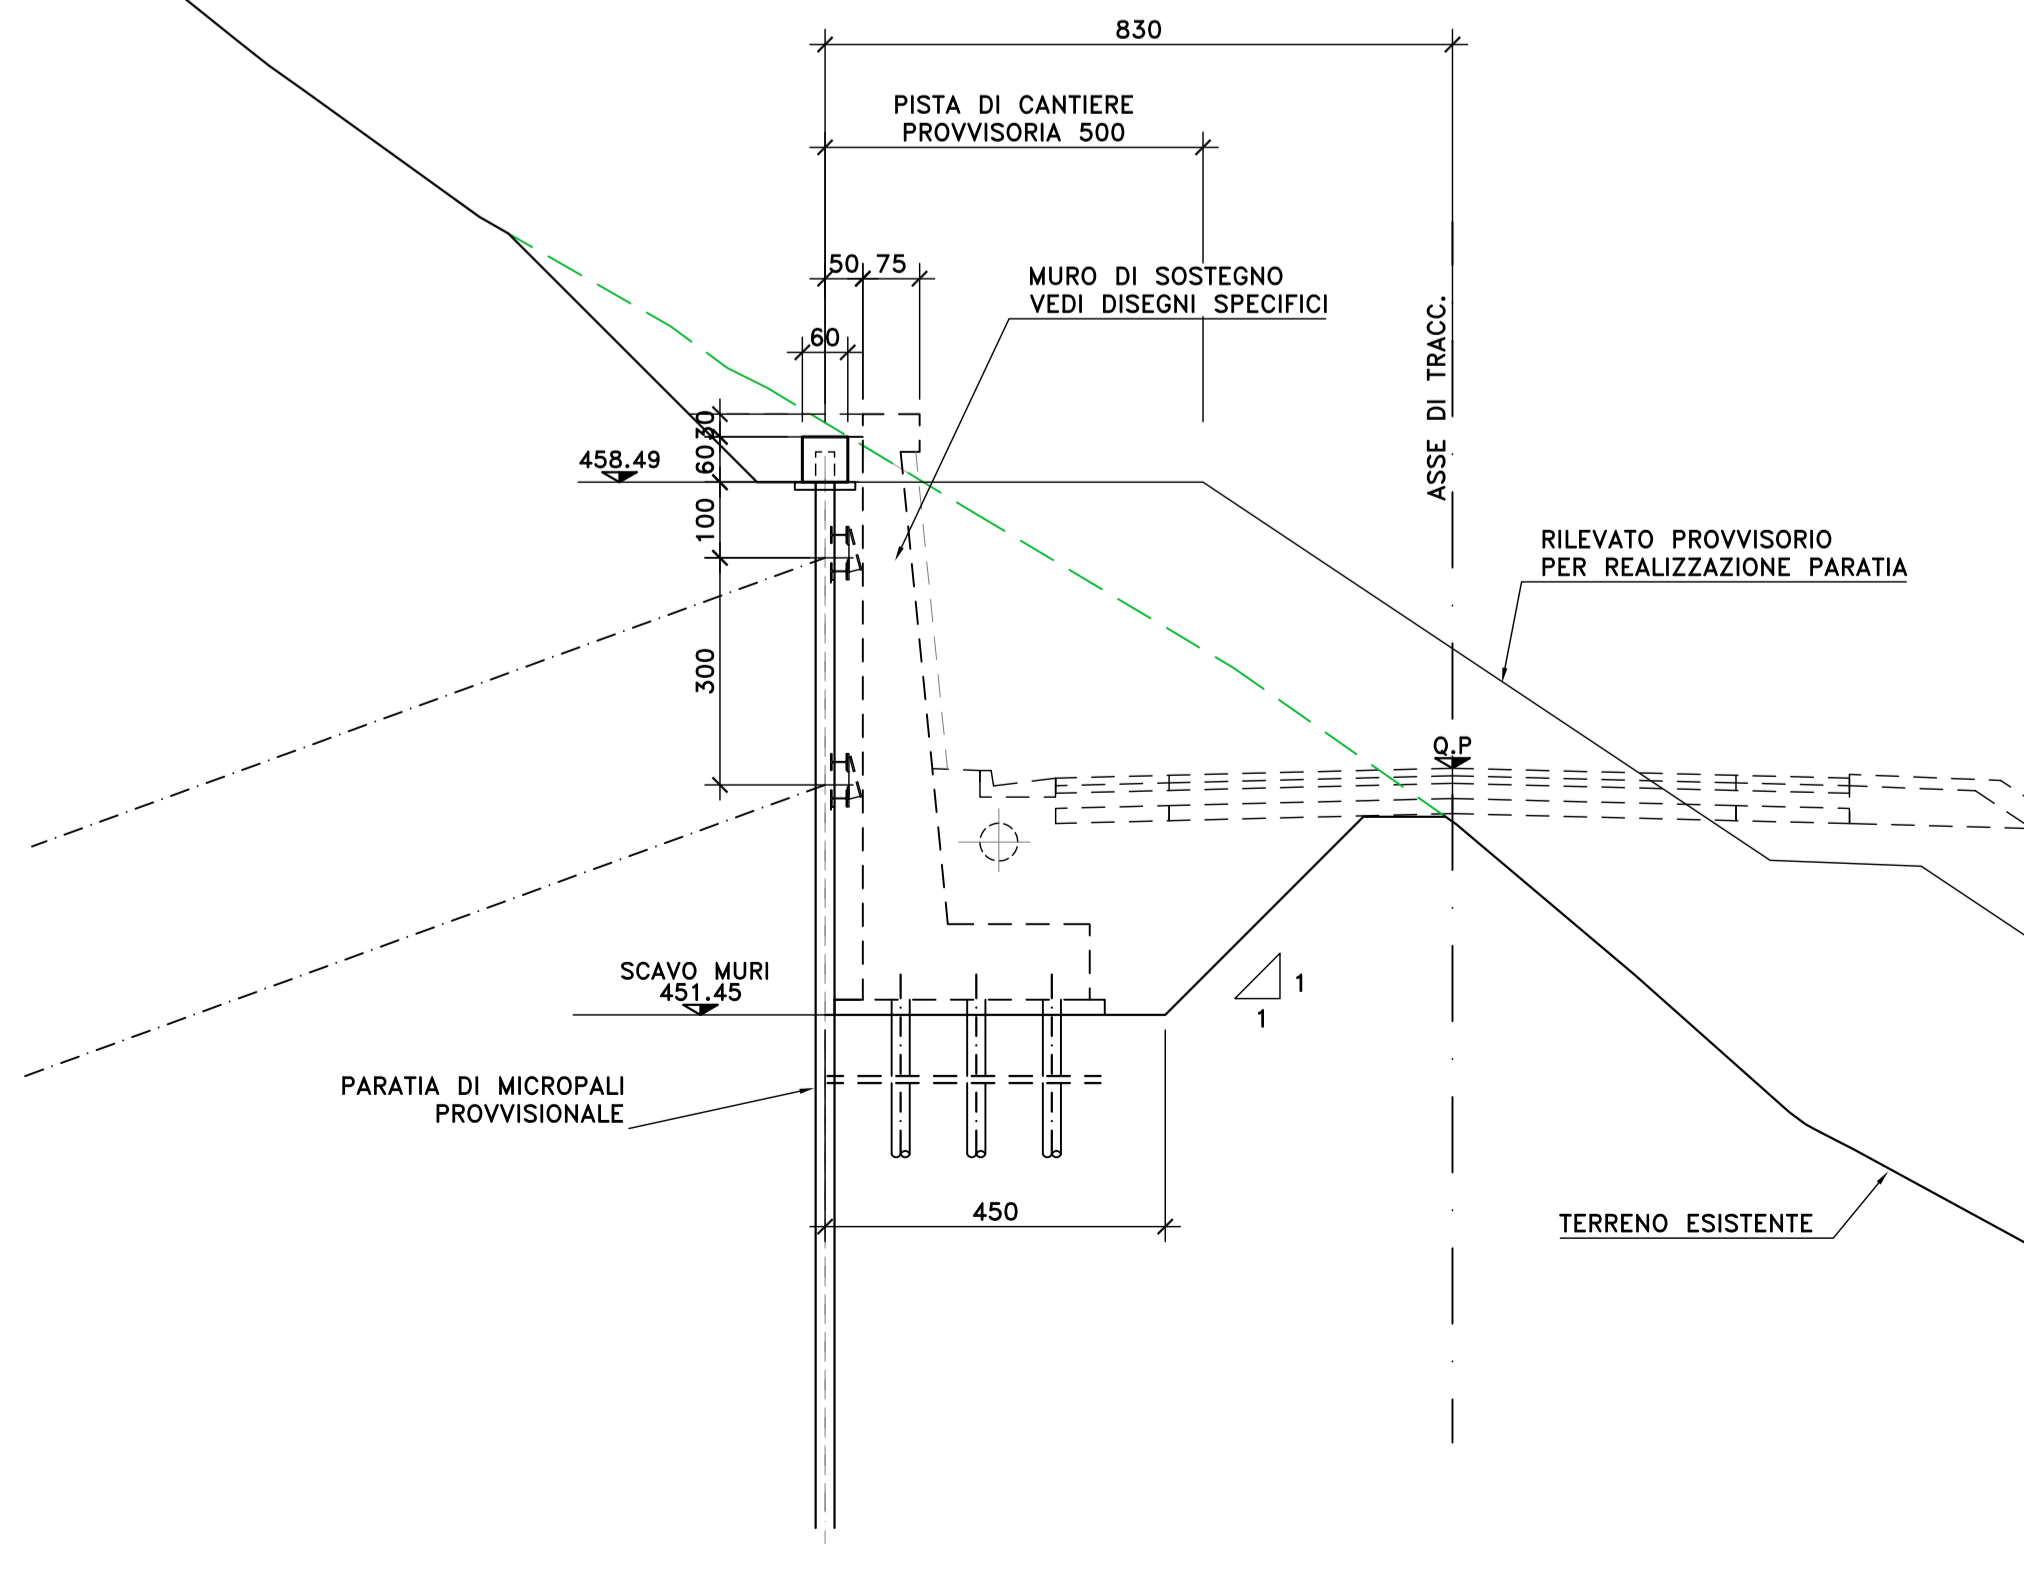 830
PISTA DI CANTIERE
PROVVISORIA 500
50 75
MURO DI SOSTEGNO
VEDI DISEGNI SPECIFICI
60
ASSE DI TRACC.
30
60
458.49
100
RILEVATO PROVVISORIO
PER REALIZZAZIONE PARATIA
300
Q.P
SCAVO MURI
451.45
1
1
PARATIA DI MICROPALI
PROVVISIONALE
450
TERRENO ESISTENTE